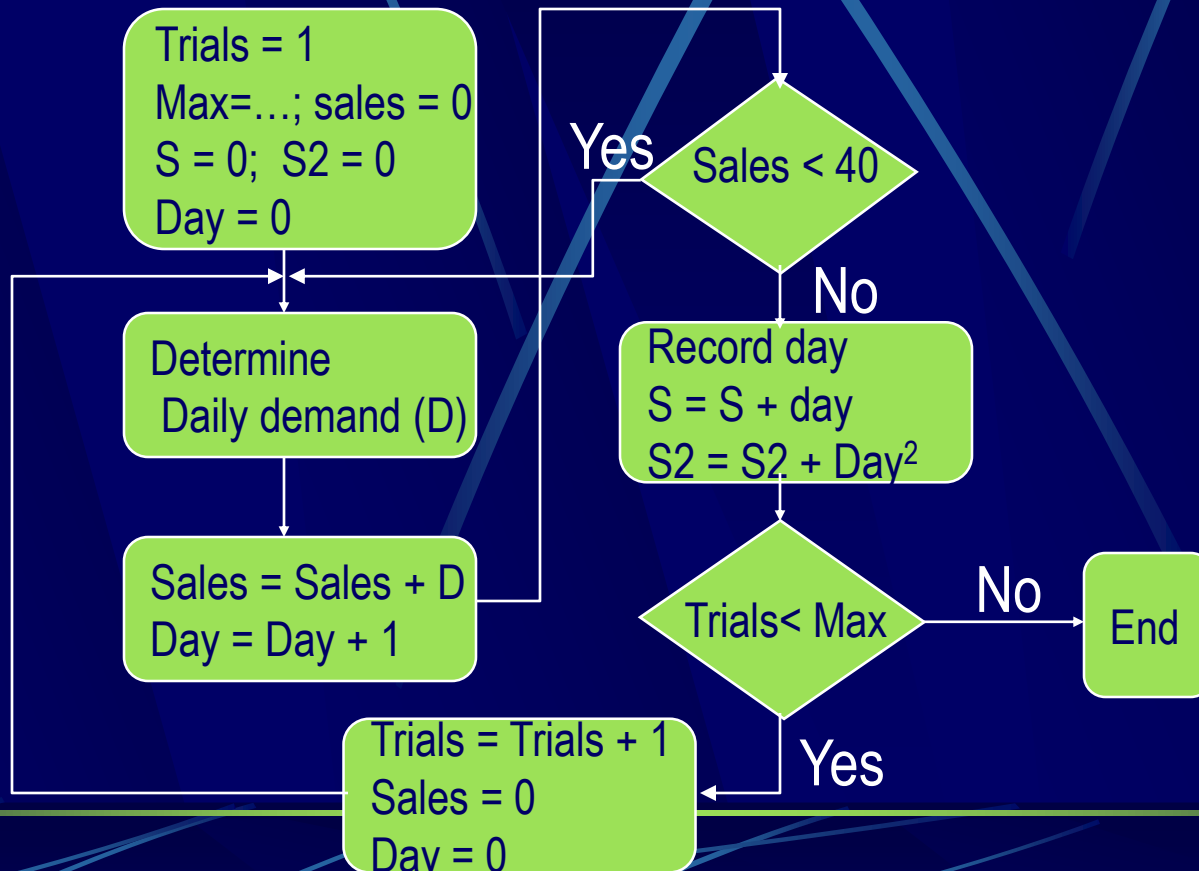 Trials = 1
Max=…; sales = 0
S = 0;  S2 = 0
Day = 0
Determine
Daily demand (D)
Sales = Sales + D
Day = Day + 1
Sales < 40
Yes
No
Record day
S = S + day
S2 = S2 + Day²
Trials< Max
No
End
Yes
Trials = Trials + 1
Sales = 0
Day = 0